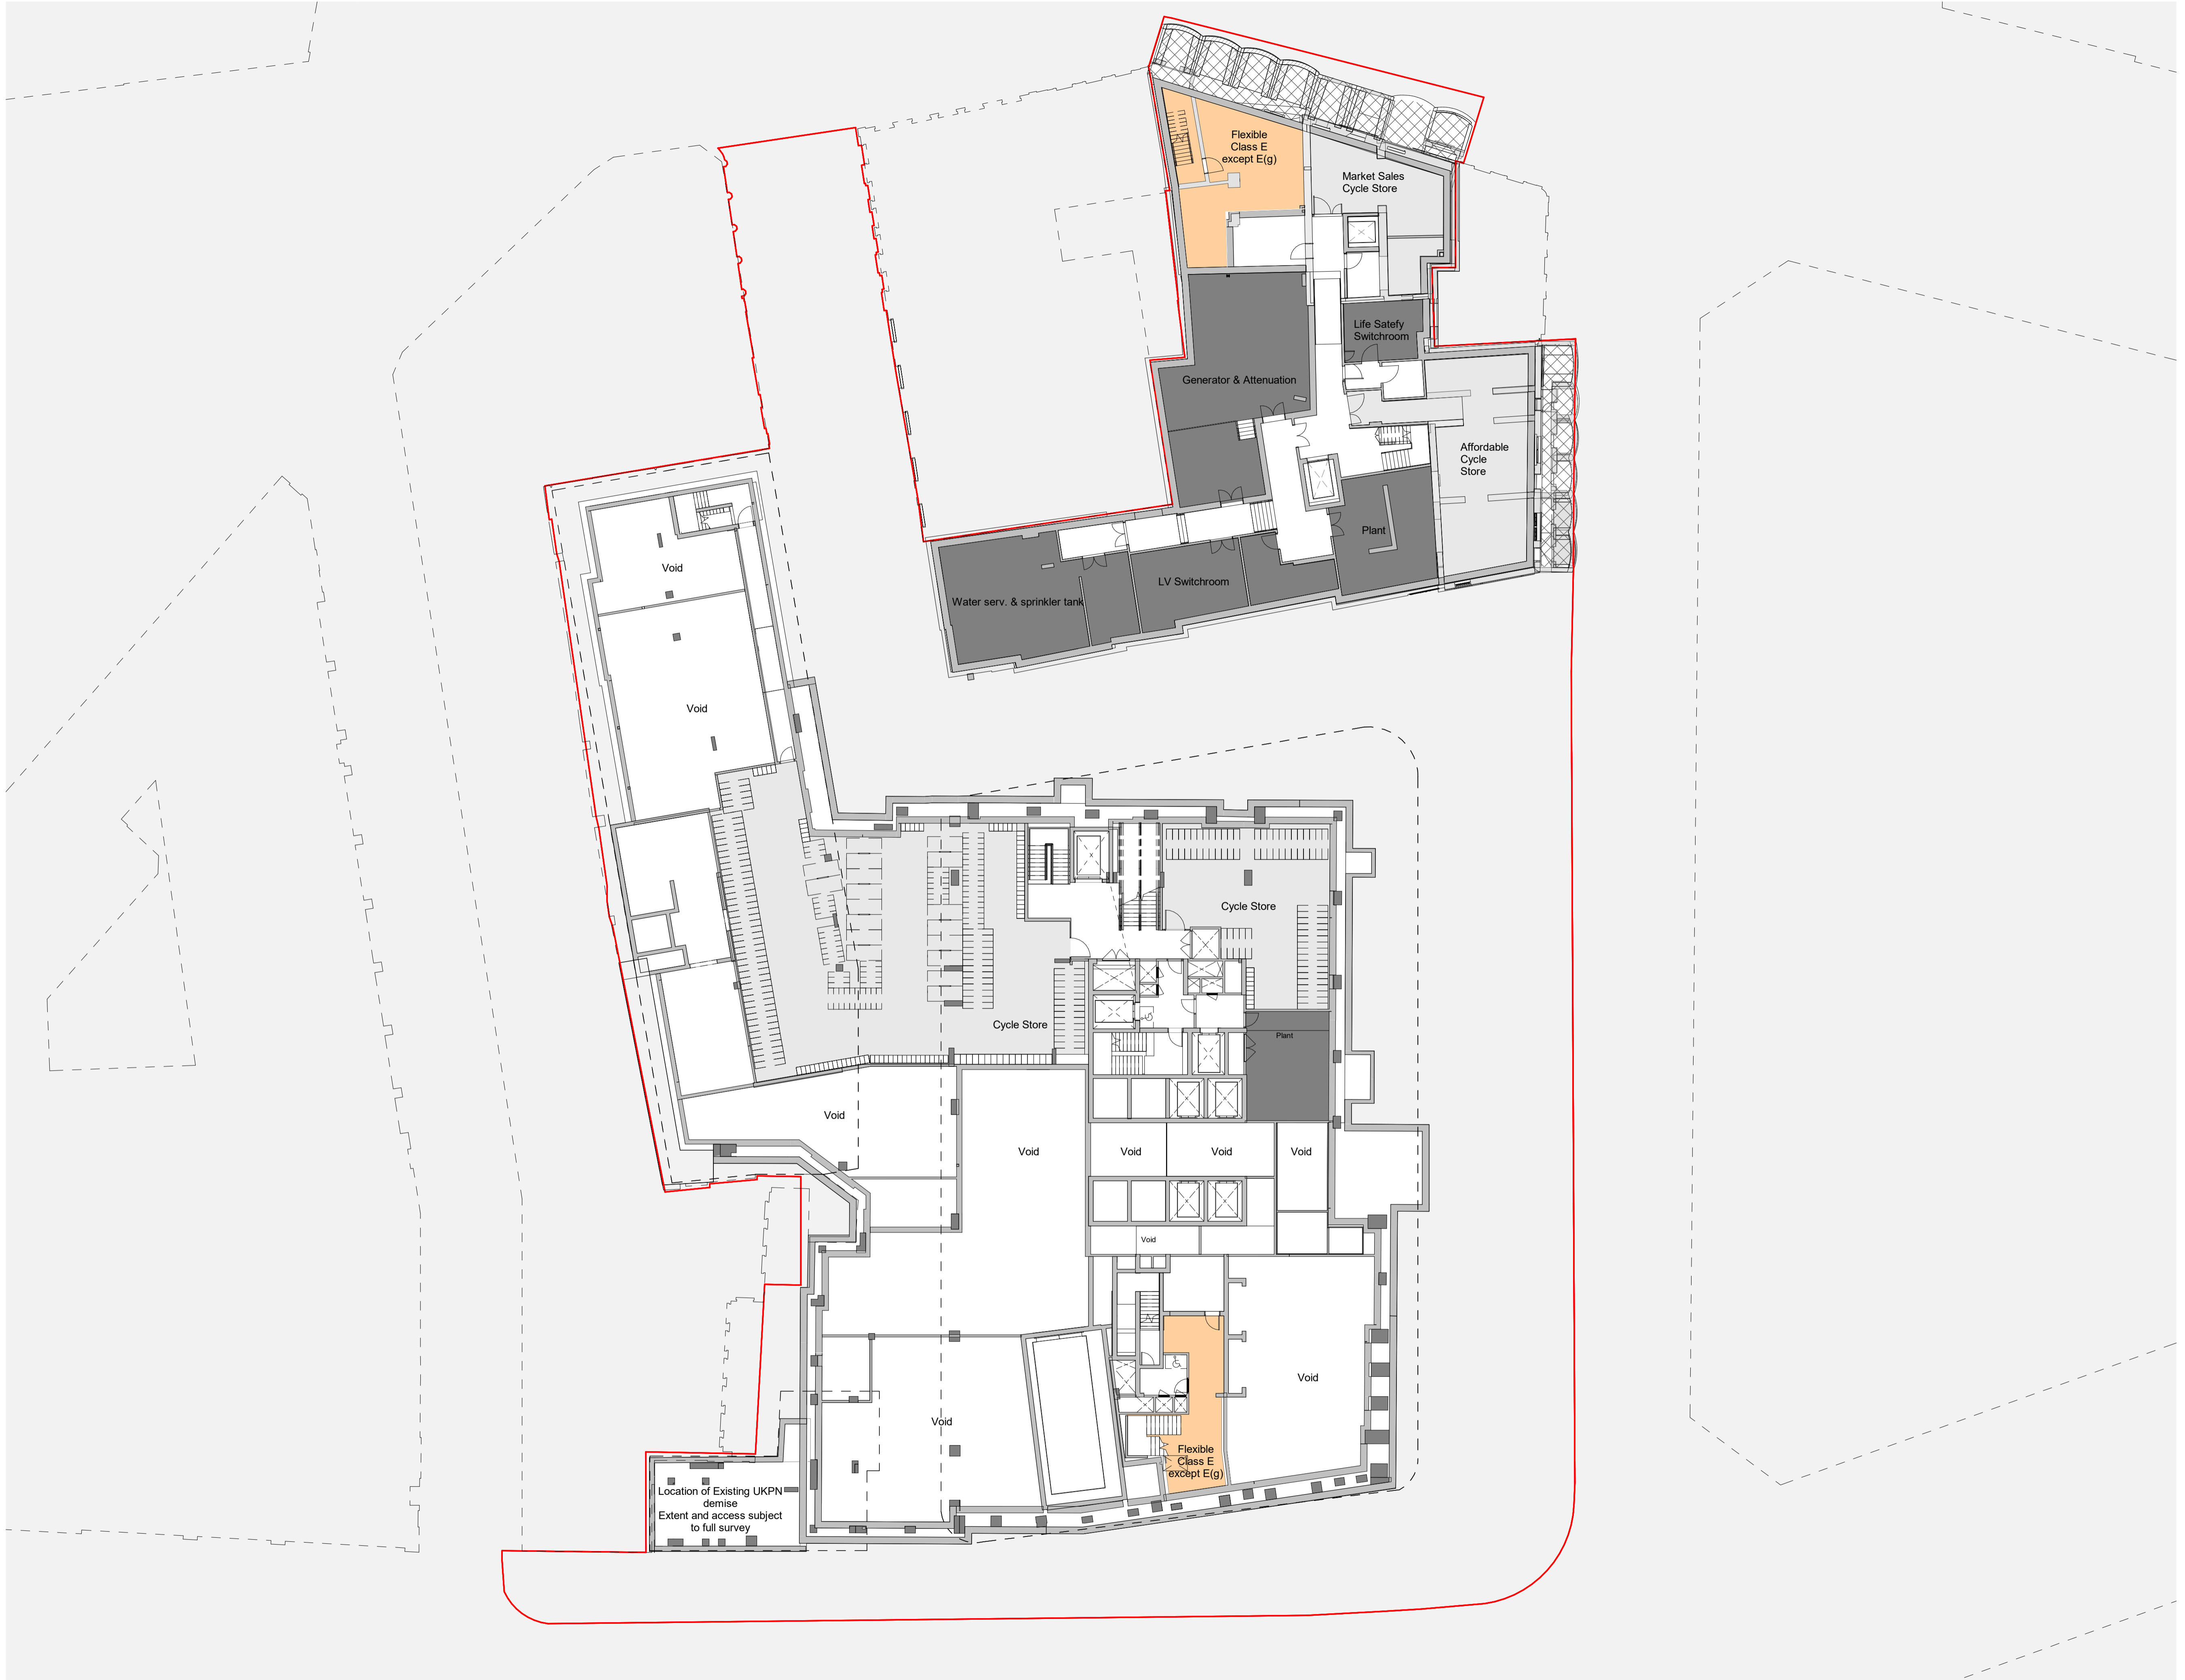 Flexible
Class E
except E(g)
Market Sales
Cycle Store
Life Satefy
Switchroom
Generator & Attenuation
Affordable
Cycle
Store
Plant
LV Switchroom
Water serv. & sprinkler tank
Void
Void
Cycle Store
Cycle Store
Plant
Void
Void
Void
Void
Void
Void
Void
Void
Flexible
Class E
except E(g)
Location of Existing UKPN
demise
Extent and access subject
to full survey